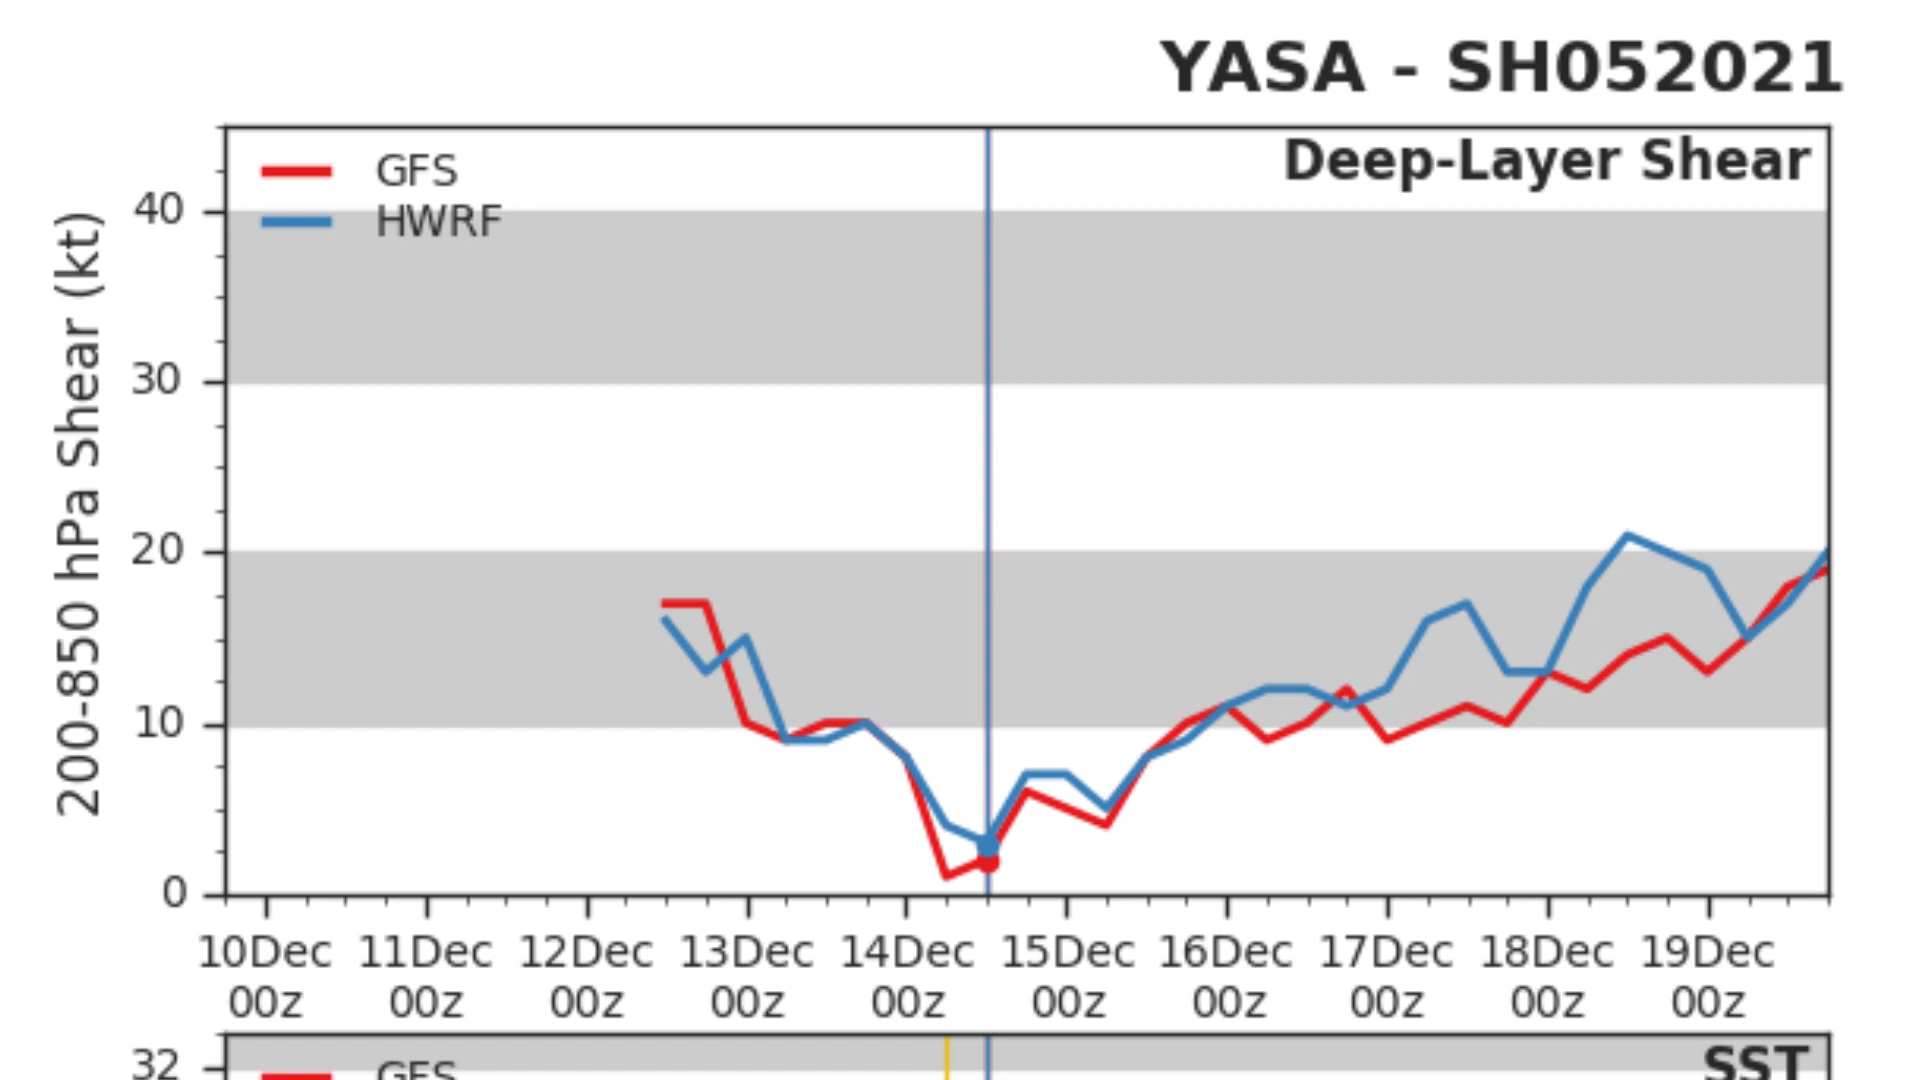 YASA - SH052021
Deep-Layer Shear
GFS
HWRF
200-850 hPa Shear (kt)
40
30
20
10
0
10Dec 11Dec 12Dec 13Dec 14Dec 15Dec 16Dec 17Dec 18Dec 19Dec
00z 00z 00z 00z 00z 00z 00z 00z 00z 00z
32
GFS
SST